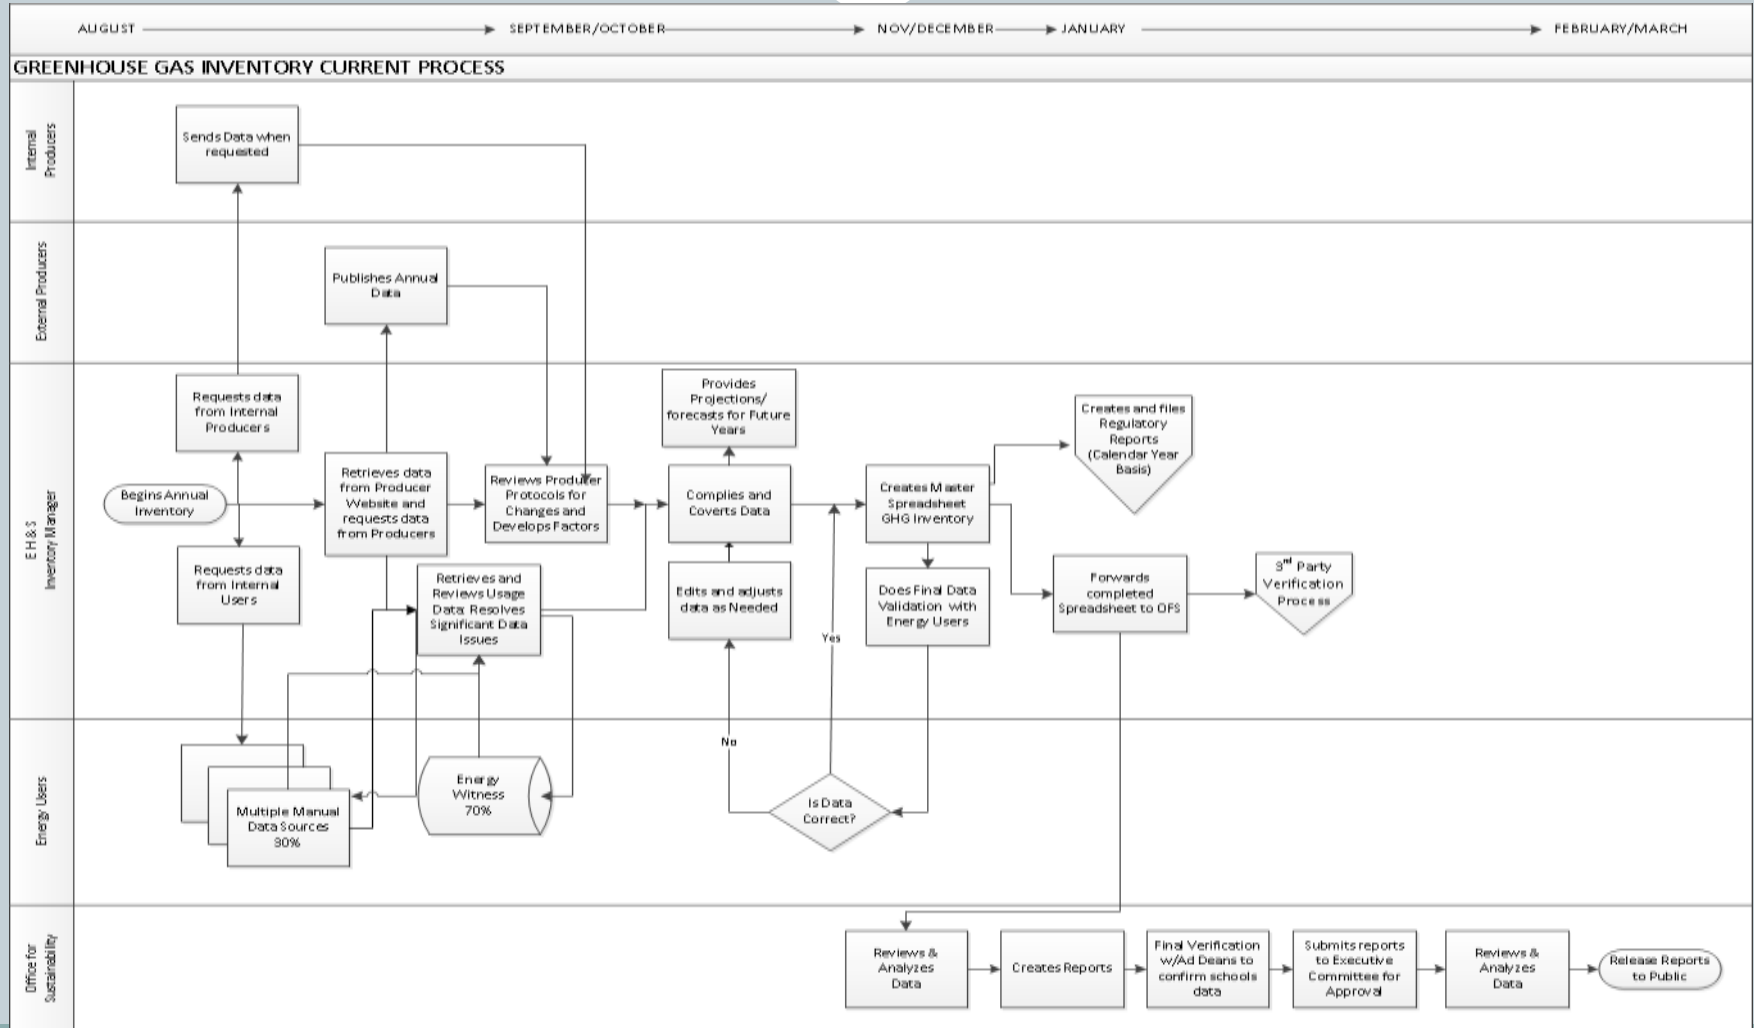 AUGUST
SEPTEMBER/OCTOBER
NOV/DECEMBER
JANUARY
FEBRUARY/MARCH
GREENHOUSE GAS INVENTORY CURRENT PROCESS
Internal
Producers
Sends Data when
requested
External Producers
Publishes Annual
Data
E H & S
Inventory Manager
Requests data
from Internal
Producers
Begins Annual
Inventory
Requests data
from Internal
Users
Retrieves data
from Producer
Website and
requests data
from Producers
Reviews Producer
Protocols for
Changes and
Develops Factors
Retrieves and
Reviews Usage
Data: Resolves
Significant Data
Issues
Provides
Projections/
forecasts for Future
Years
Complies and
Coverts Data
Edits and adjusts
data as Needed
Yes
No
Creates Master
Spreadsheet
GHG Inventory
Does Final Data
Validation with
Energy Users
Creates and files
Regulatory
Reports
(Calendar Year
Basis)
Forwards
completed
Spreadsheet to OFS
3rd Party
Verification
Process
Energy Users
Multiple Manual
Data Sources
30%
Energy
Witness
70%
Is Data
Correct?
Office for
Sustainability
Reviews &
Analyzes
Data
Creates Reports
Final Verification
w/Ad Deans to
confirm schools
data
Submits reports
to Executive
Committee for
Approval
Reviews &
Analyzes
Data
Release Reports
to Public